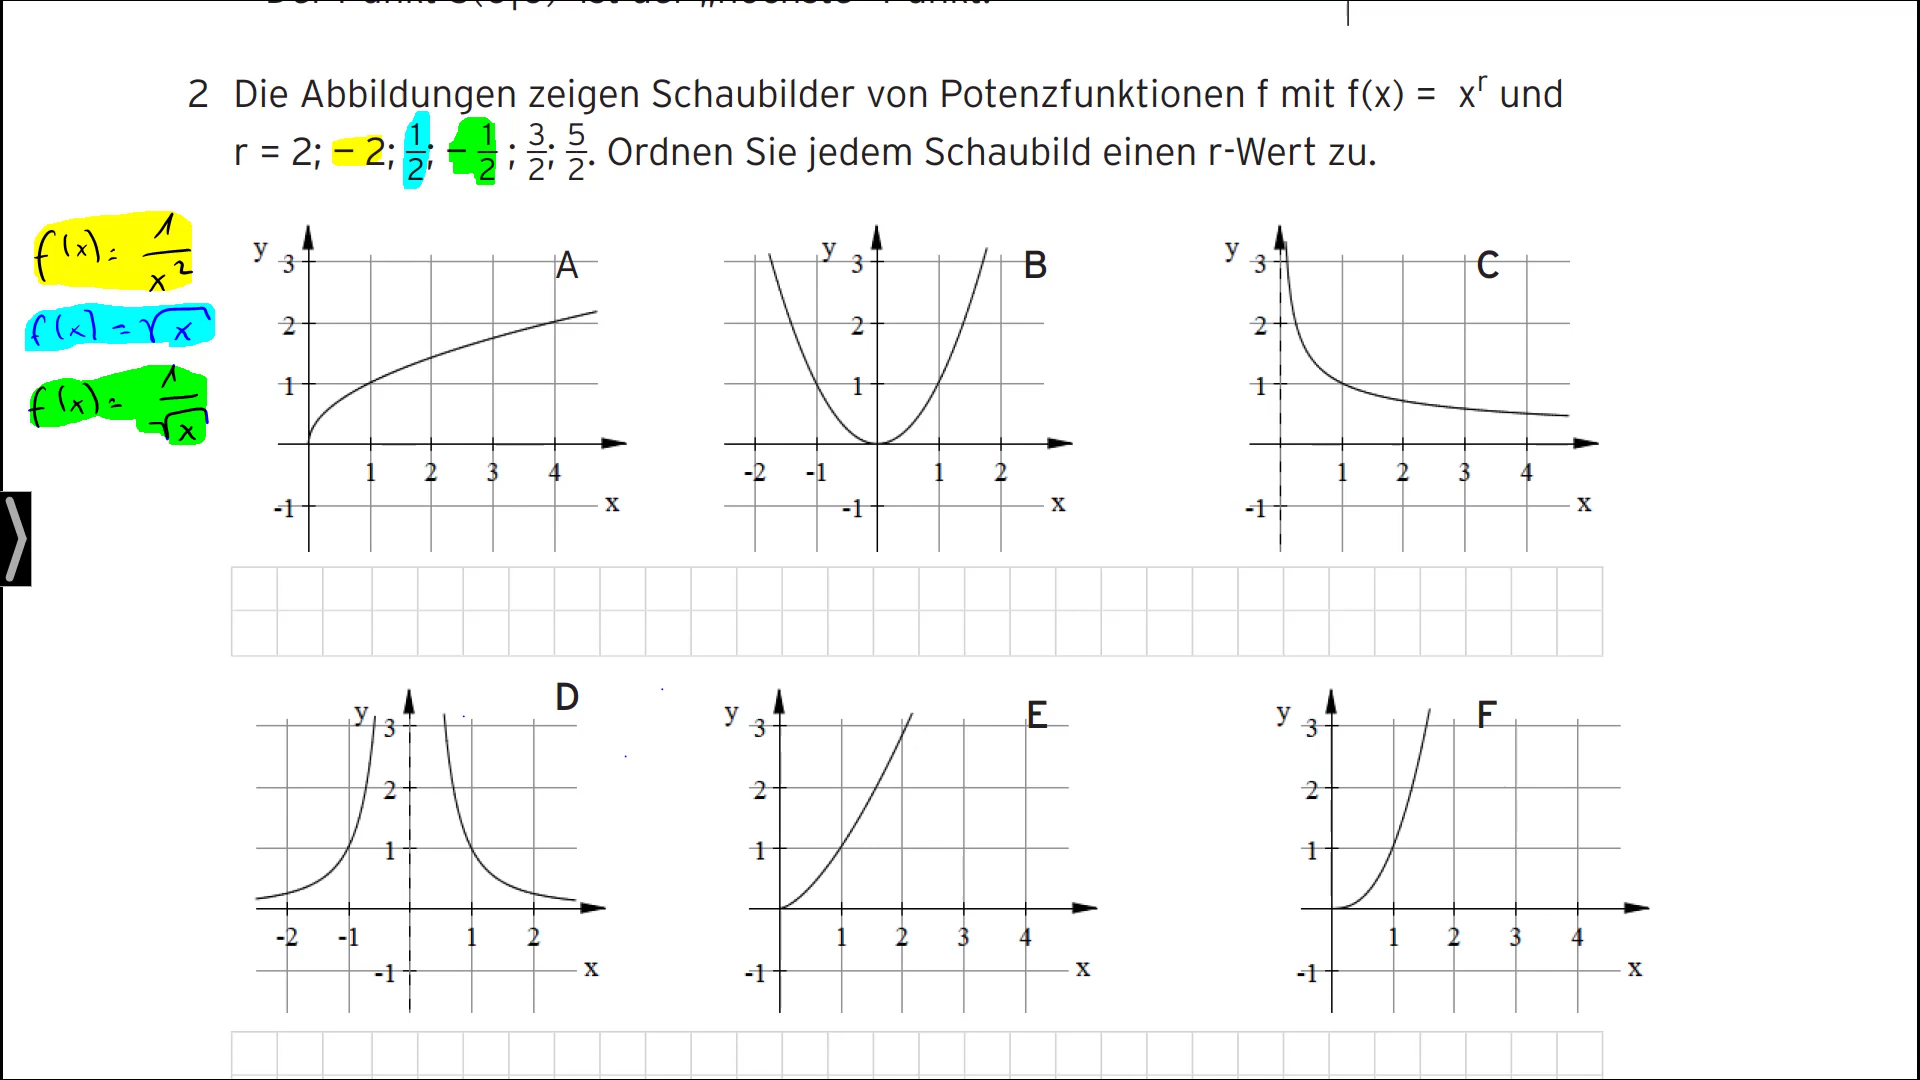 2 Die Abbildungen zeigen Schaubilder von Potenzfunktionen f mit f(x) = x^r und
r = 2; – 2; 1/2; – 1/2 ; 3/2; 5/2. Ordnen Sie jedem Schaubild einen r-Wert zu.
f(x) = 1/x²
f(x) = √x
f(x) = 1/√x
A
y
3
2
1
-1
1 2 3 4
x
B
y
3
2
1
-1
-2 -1 1 2
x
C
y
3
2
1
-1
1 2 3 4
x
D
y
3
2
1
-1
-2 -1 1 2
x
E
y
3
2
1
-1
1 2 3 4
x
F
y
3
2
1
-1
1 2 3 4
x